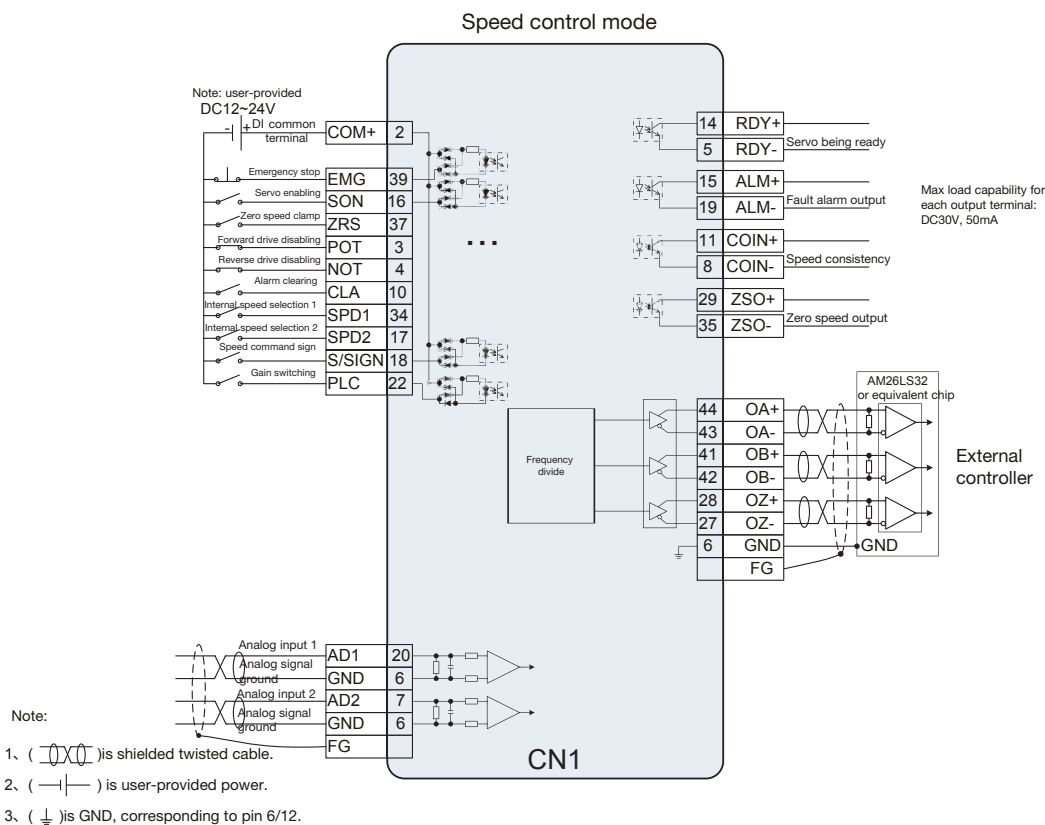 Speed control mode
Note: user-provided
DC12~24V
- + DI common terminal COM+ 2
Emergency stop EMG 39
Servo enabling SON 16
Zero speed clamp ZRS 37
Forward drive disabling POT 3
Reverse drive disabling NOT 4
Alarm clearing CLA 10
Internal speed selection 1 SPD1 34
Internal speed selection 2 SPD2 17
Speed command sign S/SIGN 18
Gain switching PLC 22
...
14 RDY+
5 RDY- Servo being ready
15 ALM+
19 ALM- Fault alarm output
11 COIN+
8 COIN- Speed consistency
29 ZSO+
35 ZSO- Zero speed output
Max load capability for
each output terminal:
DC30V, 50mA
Frequency
divide
44 OA+
43 OA-
41 OB+
42 OB-
28 OZ+
27 OZ-
6 GND
FG
AM26LS32
or equivalent chip
GND
External
controller
Analog input 1 AD1 20
Analog signal ground GND 6
Analog input 2 AD2 7
Analog signal ground GND 6
FG
CN1
Note:
1、( )is shielded twisted cable.
2、( ) is user-provided power.
3、( )is GND, corresponding to pin 6/12.